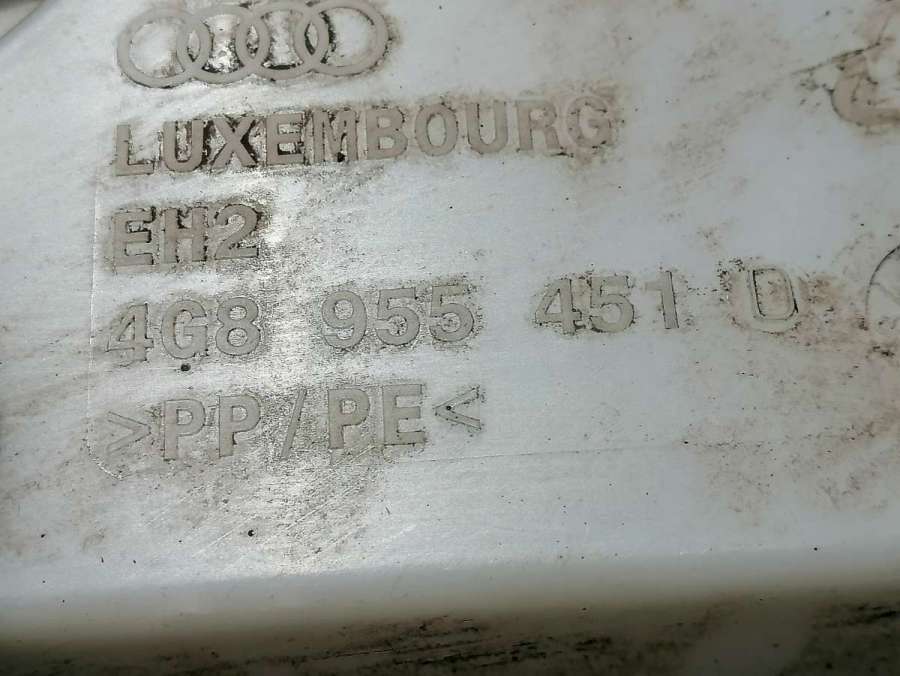 LUXEMBOURG
EH2
4G8 955 451 D
>PP/PE<